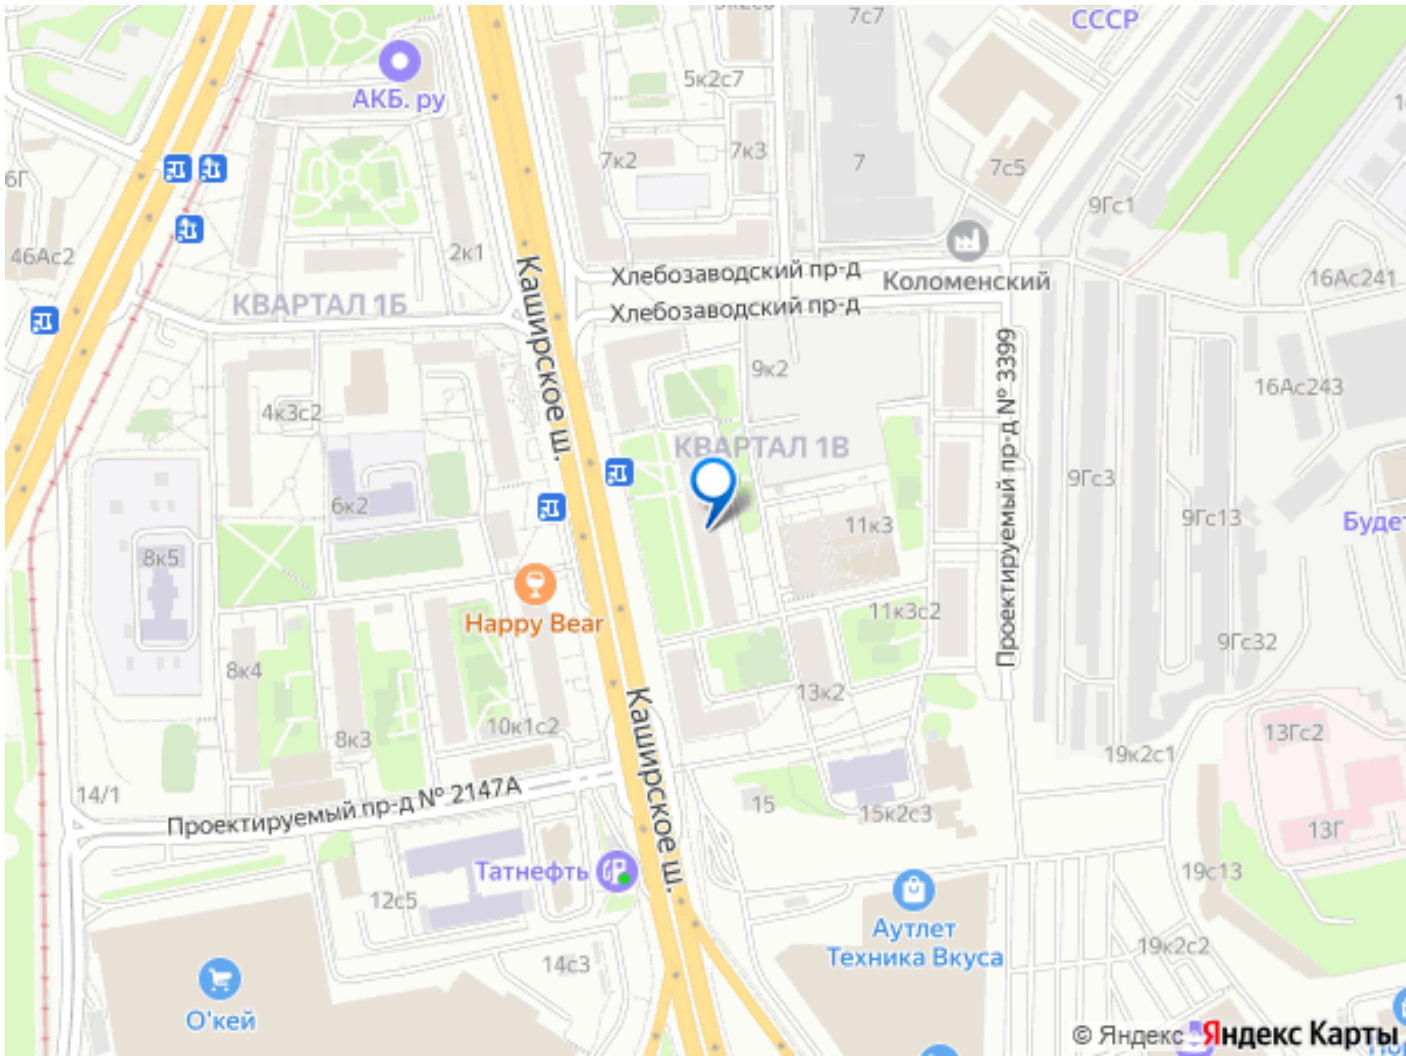 7с7
СССР
5к2с7
АКБ. ру
7к2
7к3
7
7с5
9Гс1
46Ас2
2к1
Хлебозаводский пр-д
Коломенский
16Ас241
КВАРТАЛ 1Б
Хлебозаводский пр-д
Каширское ш.
9к2
Проектируемый пр-д № 3399
16Ас243
4к3с2
КВАРТАЛ 1В
9Гс3
6к2
11к3
9Гс13
8к5
Happy Bear
11к3с2
9Гс32
8к4
13к2
10к1с2
8к3
Каширское ш.
13Гс2
19к2с1
14/1
Проектируемый пр-д № 2147А
15
15к2с3
13Г
Татнефть
19с13
12с5
Аутлет
Техника Вкуса
19к2с2
14с3
О'кей
© Яндекс
Яндекс Карты